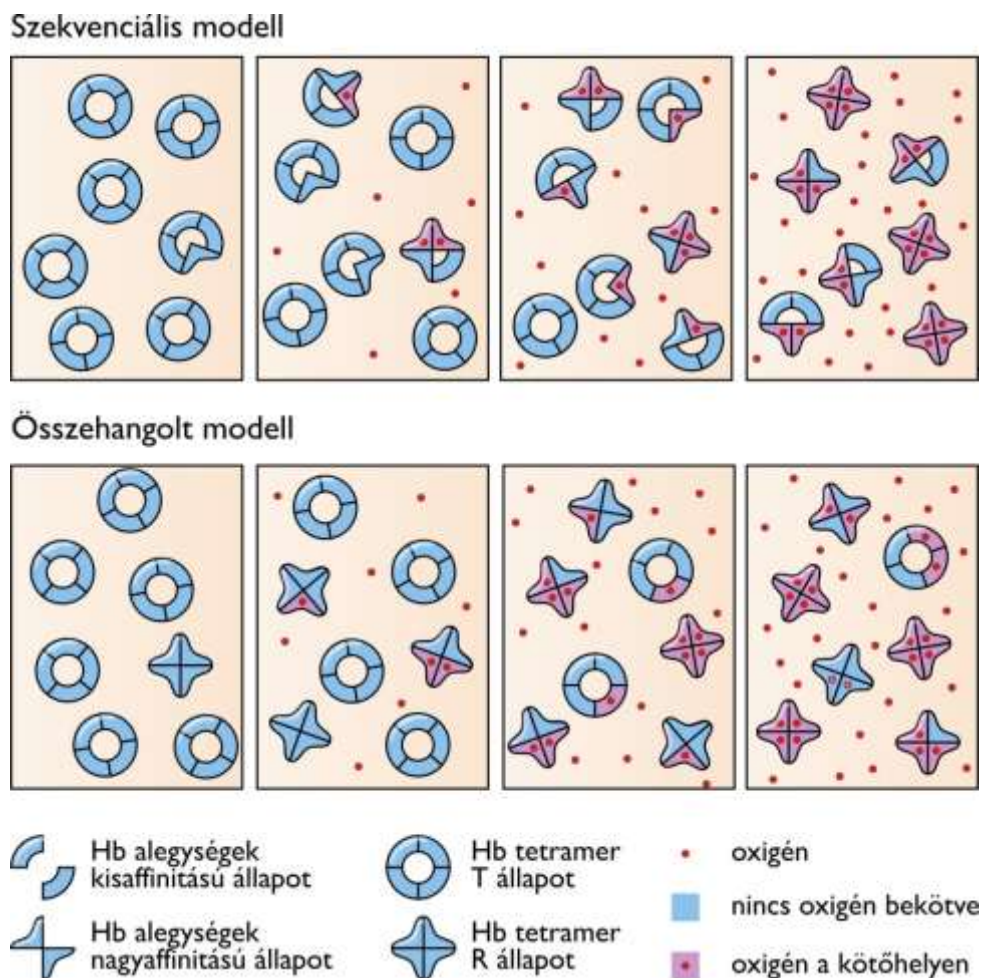 Szekvenciális modell
Összehangolt modell
Hb alegységek
kisaffinitású állapot
Hb alegységek
nagyaffinitású állapot
Hb tetramer
T állapot
Hb tetramer
R állapot
oxigén
nincs oxigén bekötve
oxigén a kötőhelyen